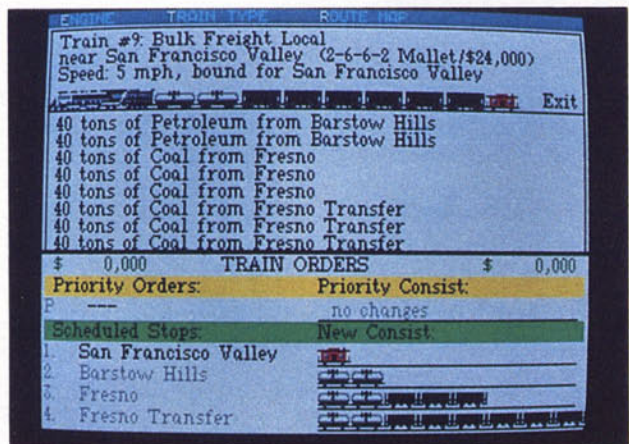 ENGINE TRAIN TYPE ROUTE MAP
Train #9: Bulk Freight Local
near San Francisco Valley (2-6-6-2 Mallet/$24,000)
Speed: 5 mph, bound for San Francisco Valley
Exit
40 tons of Petroleum from Barstow Hills
40 tons of Petroleum from Barstow Hills
40 tons of Coal from Fresno
40 tons of Coal from Fresno
40 tons of Coal from Fresno
40 tons of Coal from Fresno Transfer
40 tons of Coal from Fresno Transfer
40 tons of Coal from Fresno Transfer
$ 0,000 TRAIN ORDERS $ 0,000
Priority Orders: Priority Consist:
P --- no changes
Scheduled Stops: New Consist:
1. San Francisco Valley
2. Barstow Hills
3. Fresno
4. Fresno Transfer